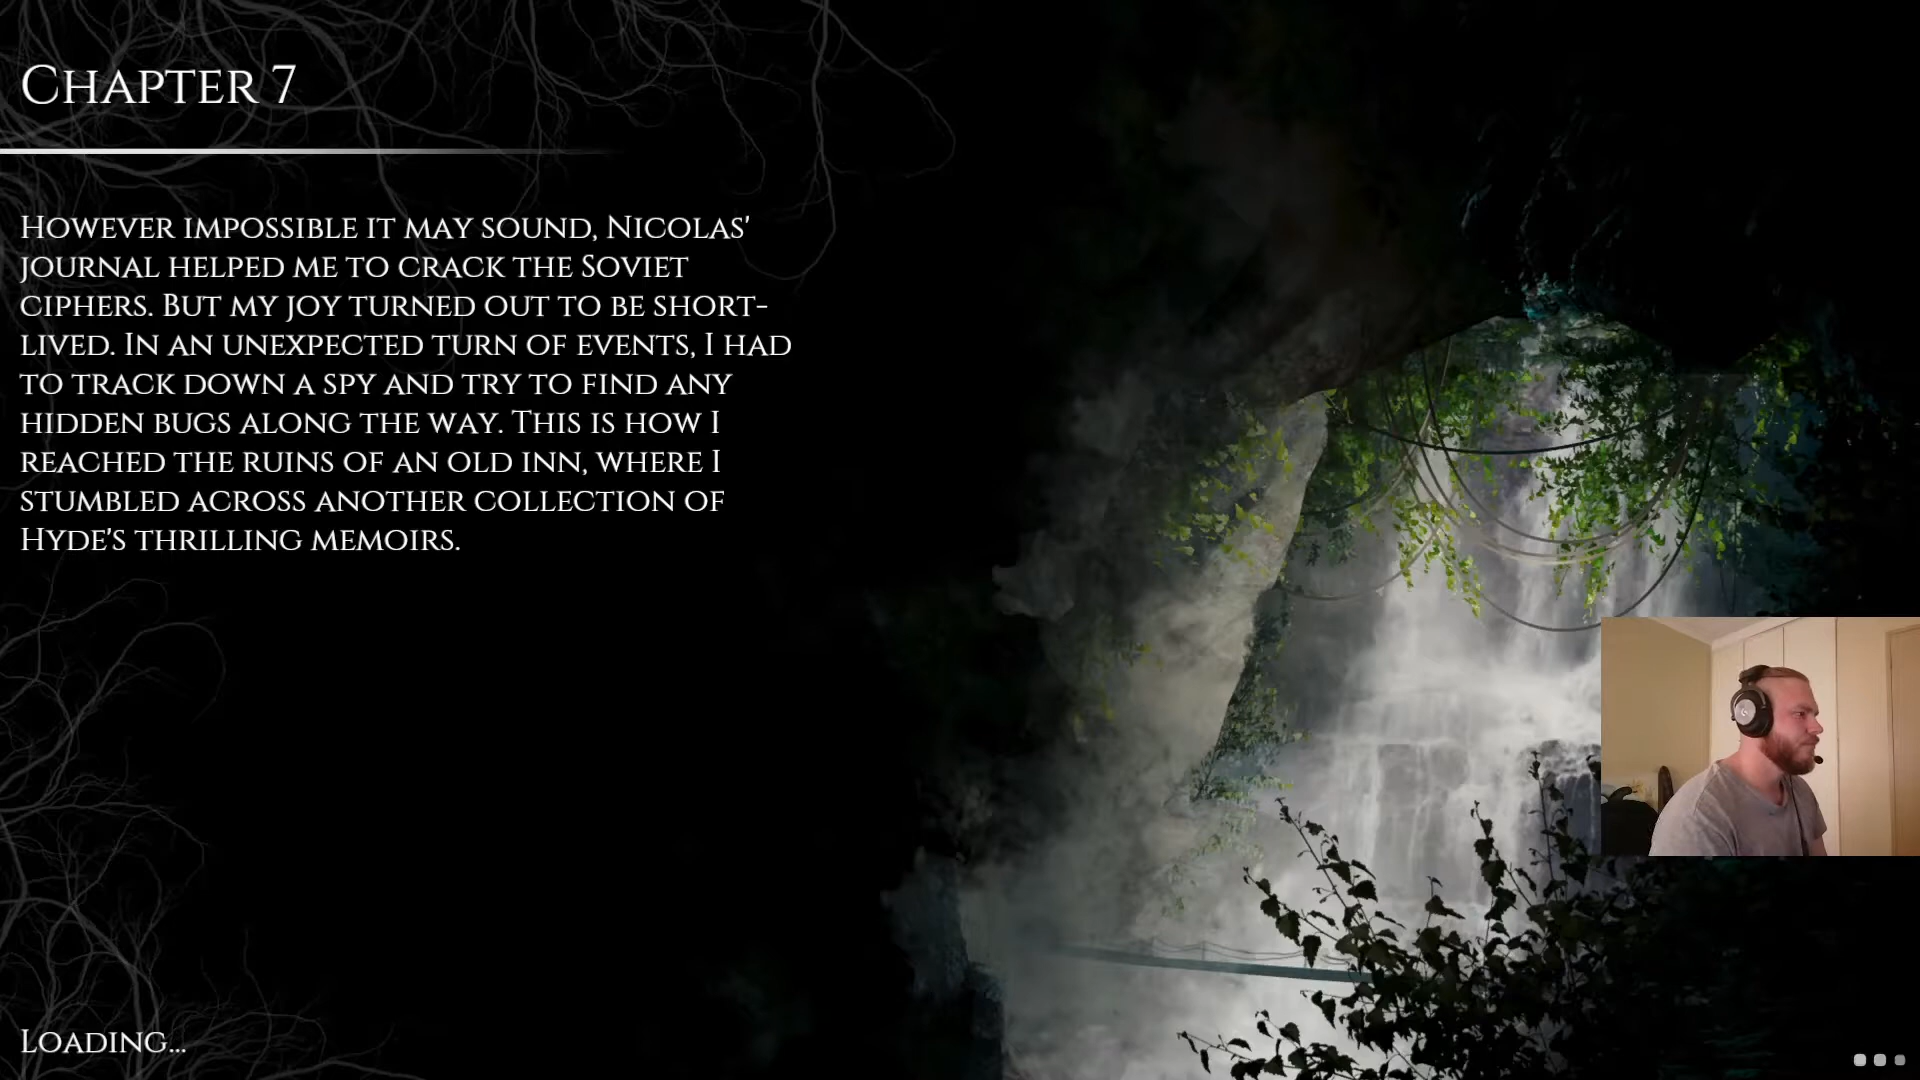 Chapter 7
However impossible it may sound, Nicolas'
journal helped me to crack the Soviet
ciphers. But my joy turned out to be short-
lived. In an unexpected turn of events, I had
to track down a spy and try to find any
hidden bugs along the way. This is how I
reached the ruins of an old inn, where I
stumbled across another collection of
Hyde's thrilling memoirs.
Loading...